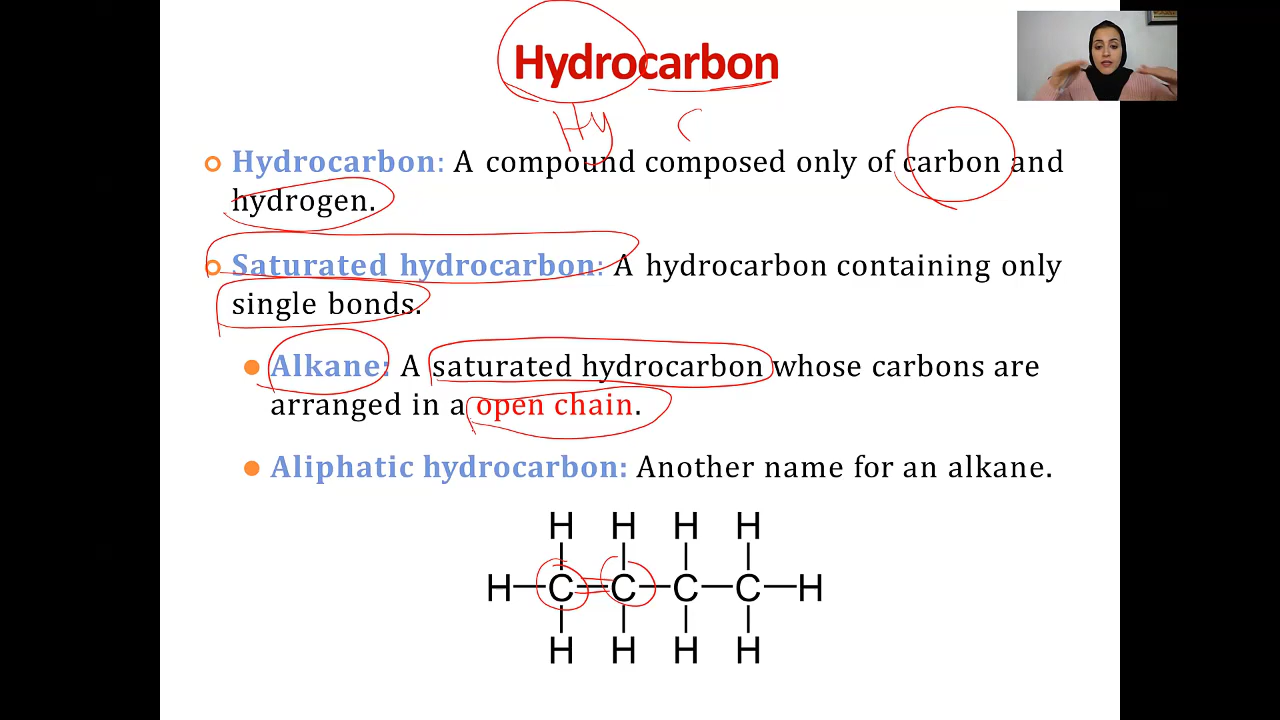 Hydrocarbon
Hy C
Hydrocarbon: A compound composed only of carbon and
hydrogen.
Saturated hydrocarbon: A hydrocarbon containing only
single bonds.
Alkane: A saturated hydrocarbon whose carbons are
arranged in a open chain.
Aliphatic hydrocarbon: Another name for an alkane.
H H H H
H C C C C H
H H H H